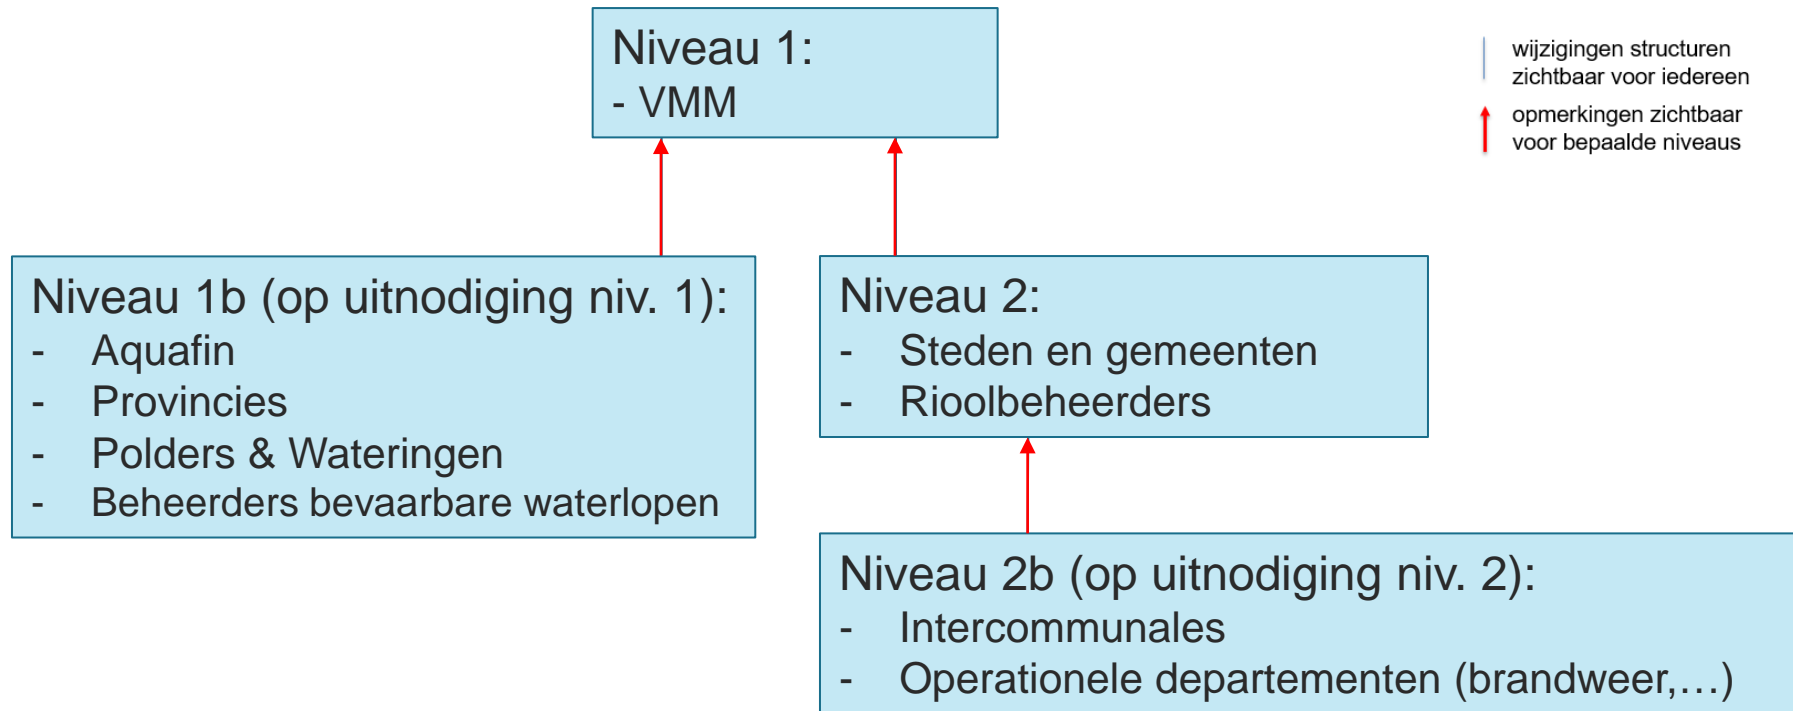 Niveau 1:
- VMM
wijzigingen structuren
zichtbaar voor iedereen
opmerkingen zichtbaar
voor bepaalde niveaus
Niveau 1b (op uitnodiging niv. 1):
- Aquafin
- Provincies
- Polders & Wateringen
- Beheerders bevaarbare waterlopen
Niveau 2:
- Steden en gemeenten
- Rioolbeheerders
Niveau 2b (op uitnodiging niv. 2):
- Intercommunales
- Operationele departementen (brandweer,…)